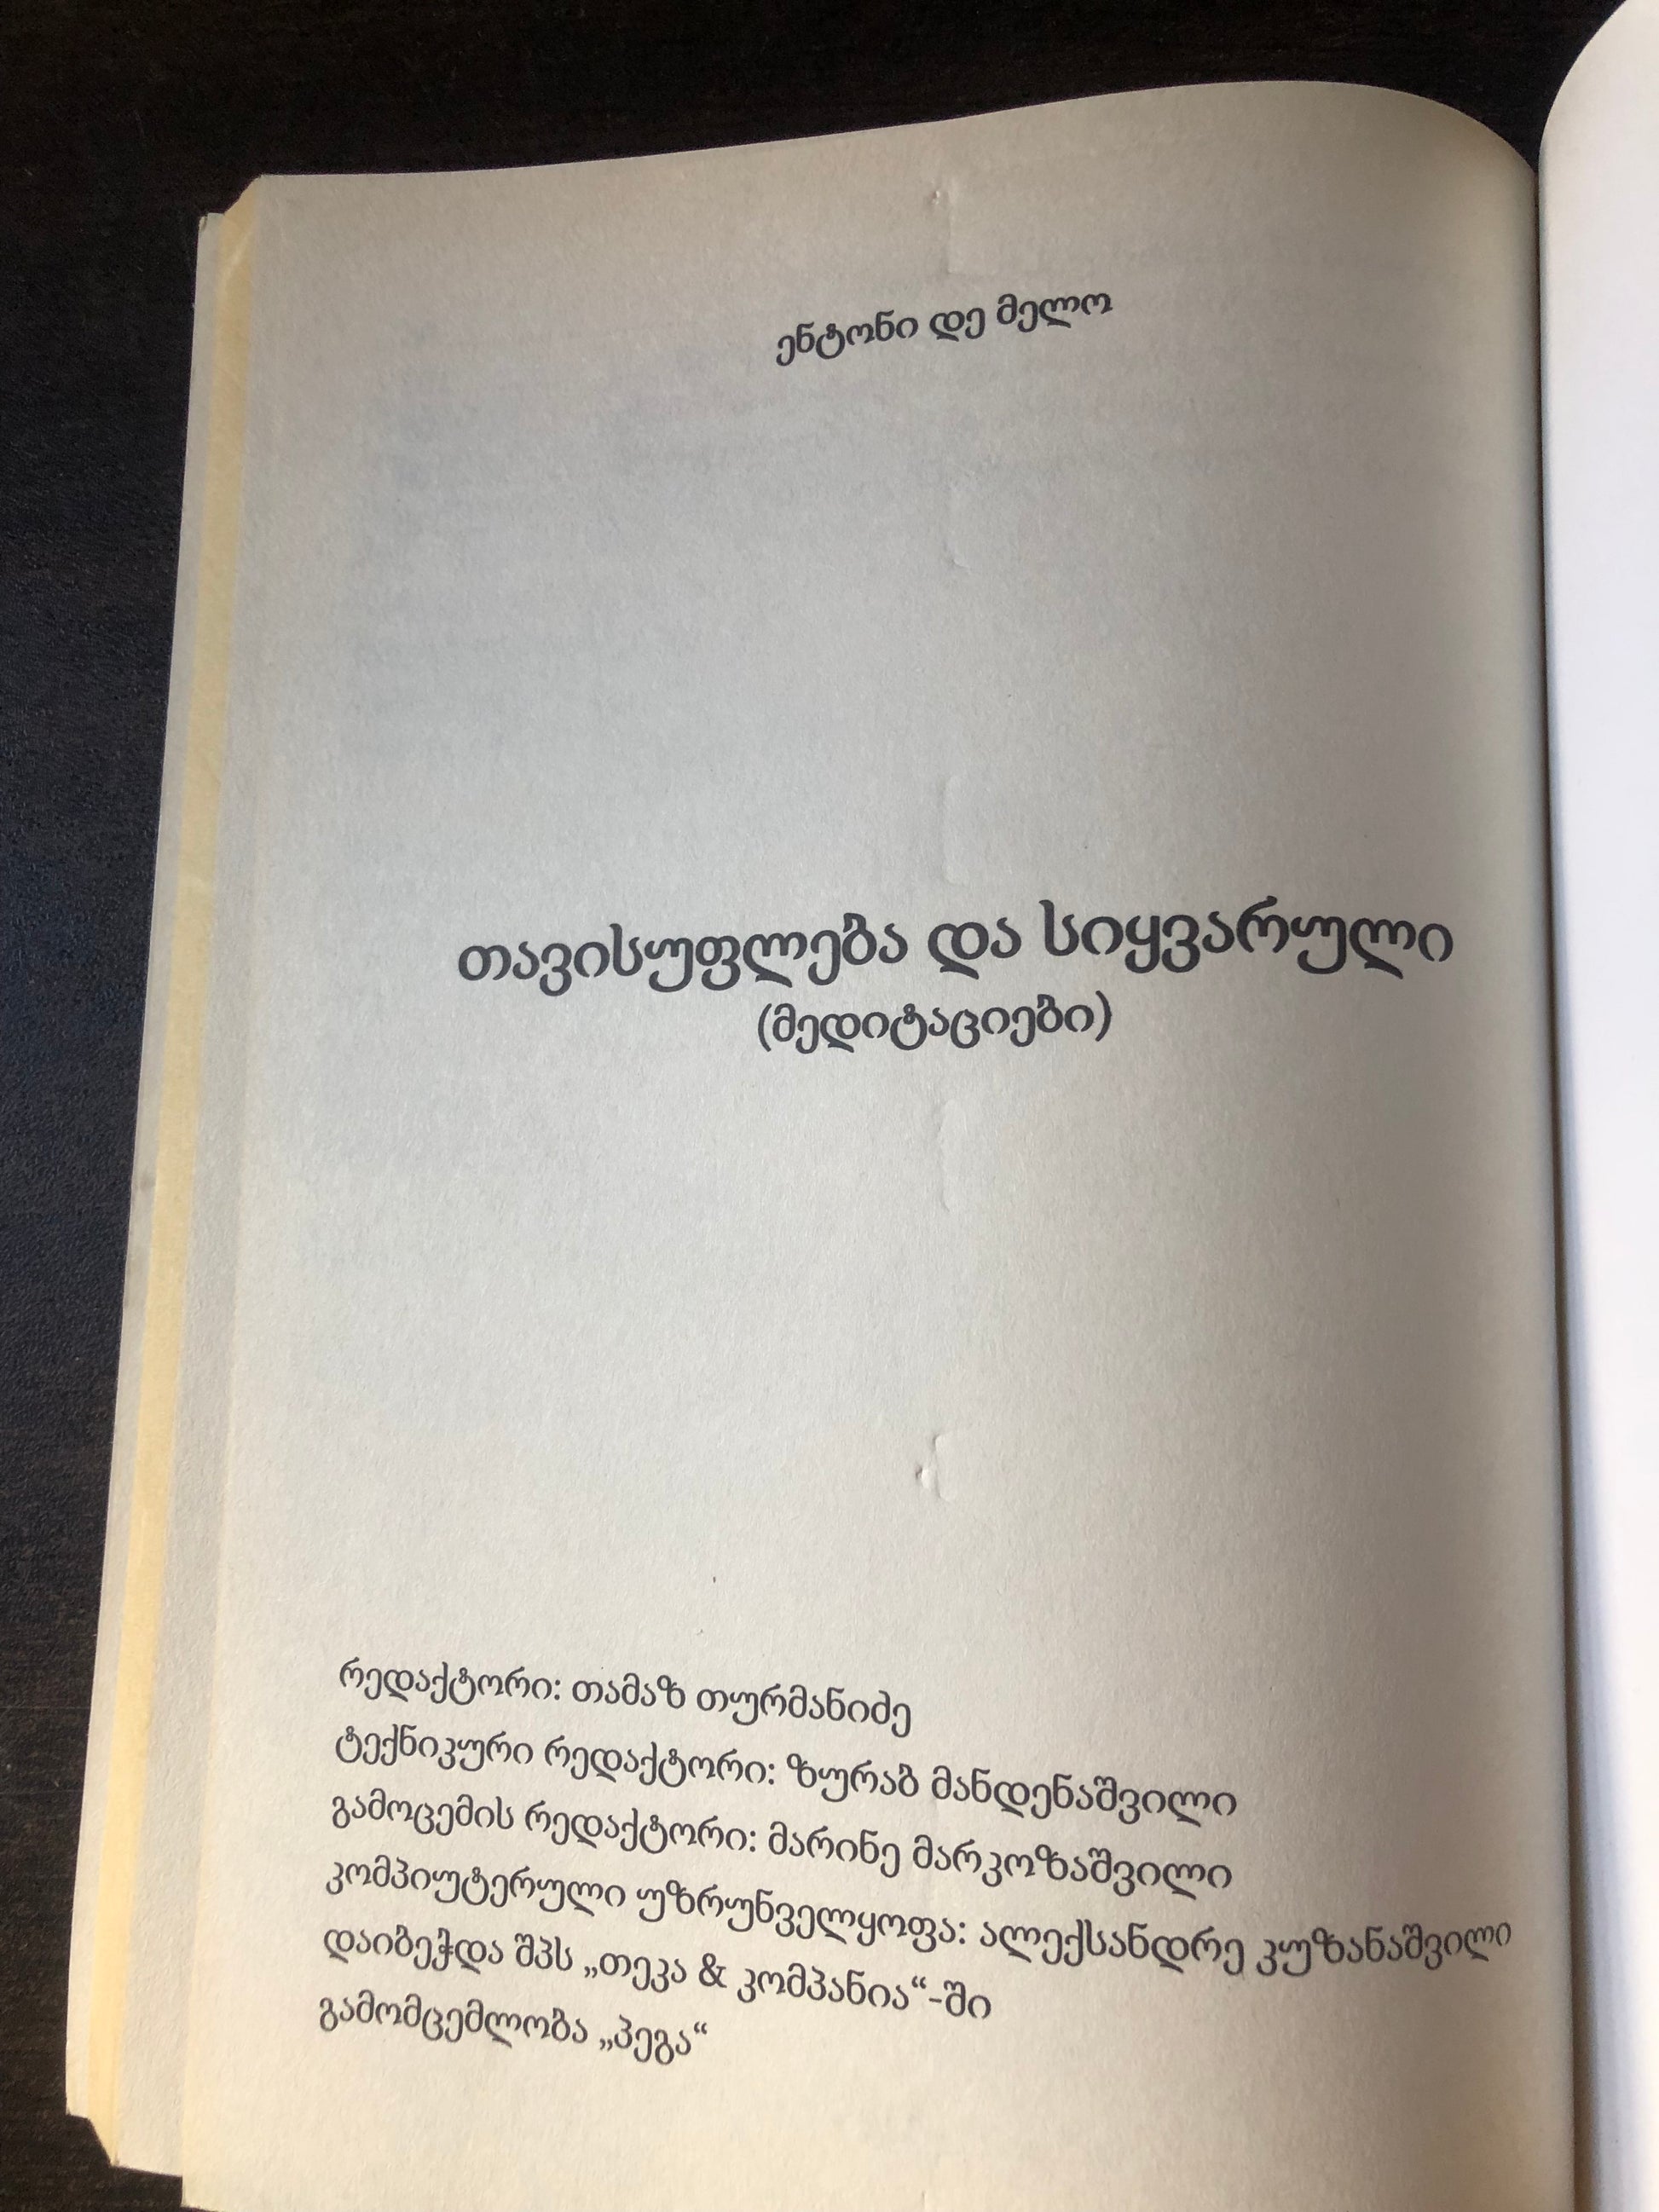 ენტონი დე მელო
თავისუფლება და სიყვარული
(მედიტაციები)
რედაქტორი: თამაზ თურმანიძე
ტექნიკური რედაქტორი: ზურაბ მანდენაშვილი
გამოცემის რედაქტორი: მარინე მარკოზაშვილი
კომპიუტერული უზრუნველყოფა: ალექსანდრე კუზანაშვილი
დაიბეჭდა შპს „თეკა & კომპანია“-ში
გამომცემლობა „პეგა“